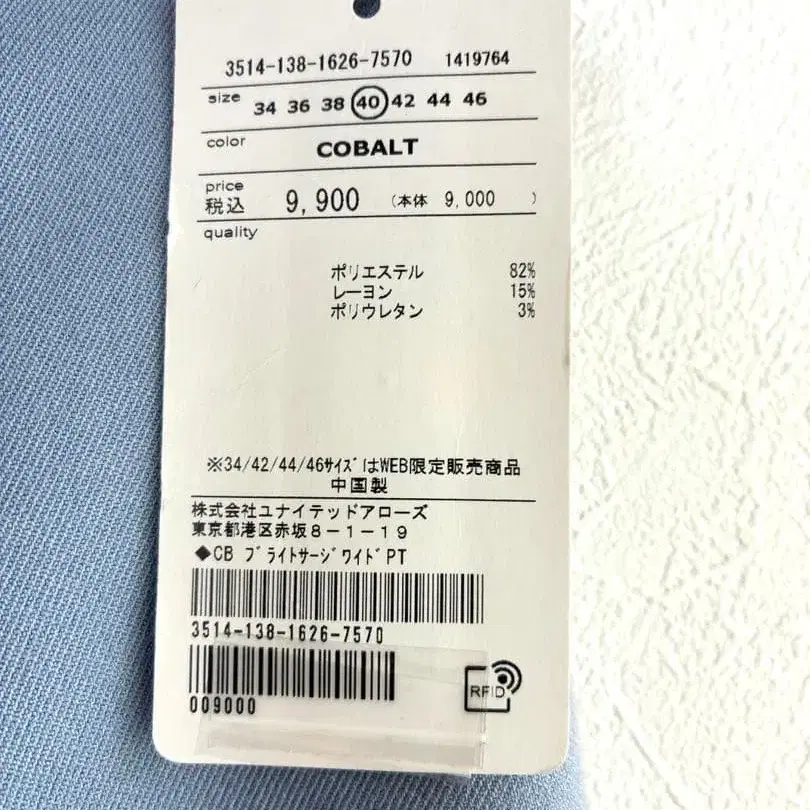 3514-138-1626-7570 1419764
size 34 36 38 40 42 44 46
color COBALT
price
税込 9,900 (本体 9,000 )
quality
ポリエステル 82%
レーヨン 15%
ポリウレタン 3%
※34/42/44/46サイズはWEB限定販売商品
中国製
株式会社ユナイテッドアローズ
東京都港区赤坂8-1-19
◆CB ブライトサージワイドPT
3514-138-1626-7570
009000
RFID